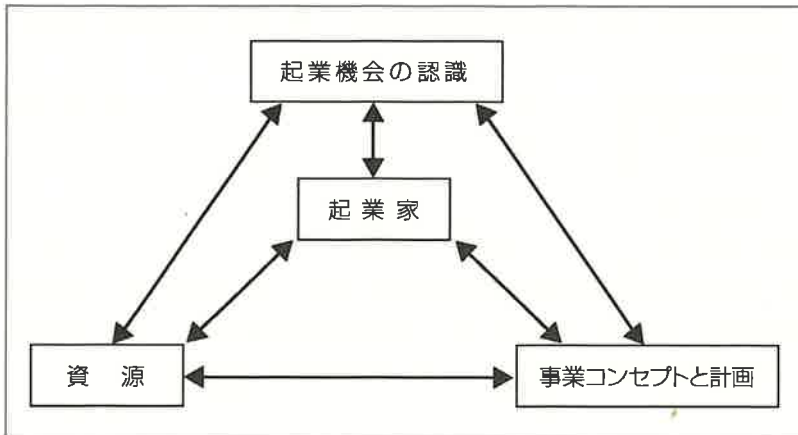 起業機会の認識
起業家
資源
事業コンセプトと計画